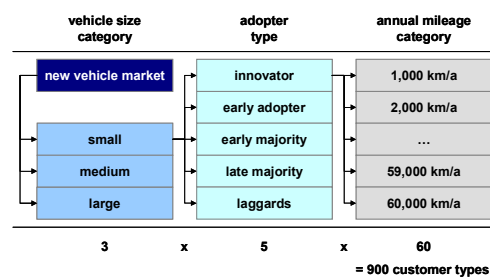 vehicle size category
adopter type
annual mileage category
new vehicle market
innovator
1,000 km/a
early adopter
2,000 km/a
small
early majority
...
medium
late majority
59,000 km/a
large
laggards
60,000 km/a
3 x 5 x 60
= 900 customer types